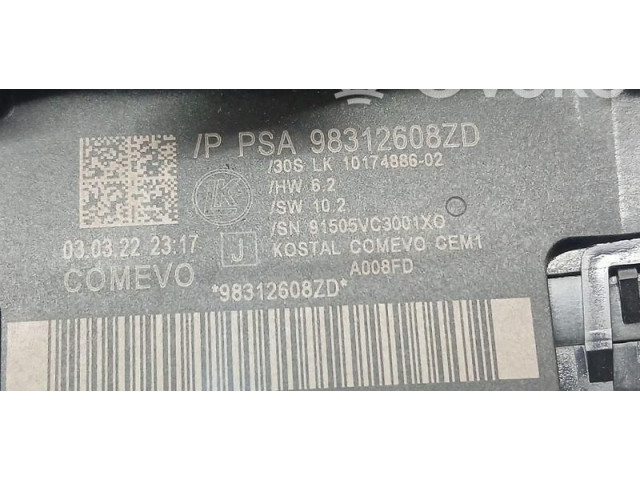 /P PSA 98312608ZD
/30S LK 10174886-02
/HW 6.2
/SW 10.2
/SN 91505VC3001XO
03.03.22 23:17
J
KOSTAL COMEVO CEM1
COMEVO
A008FD
*98312608ZD*